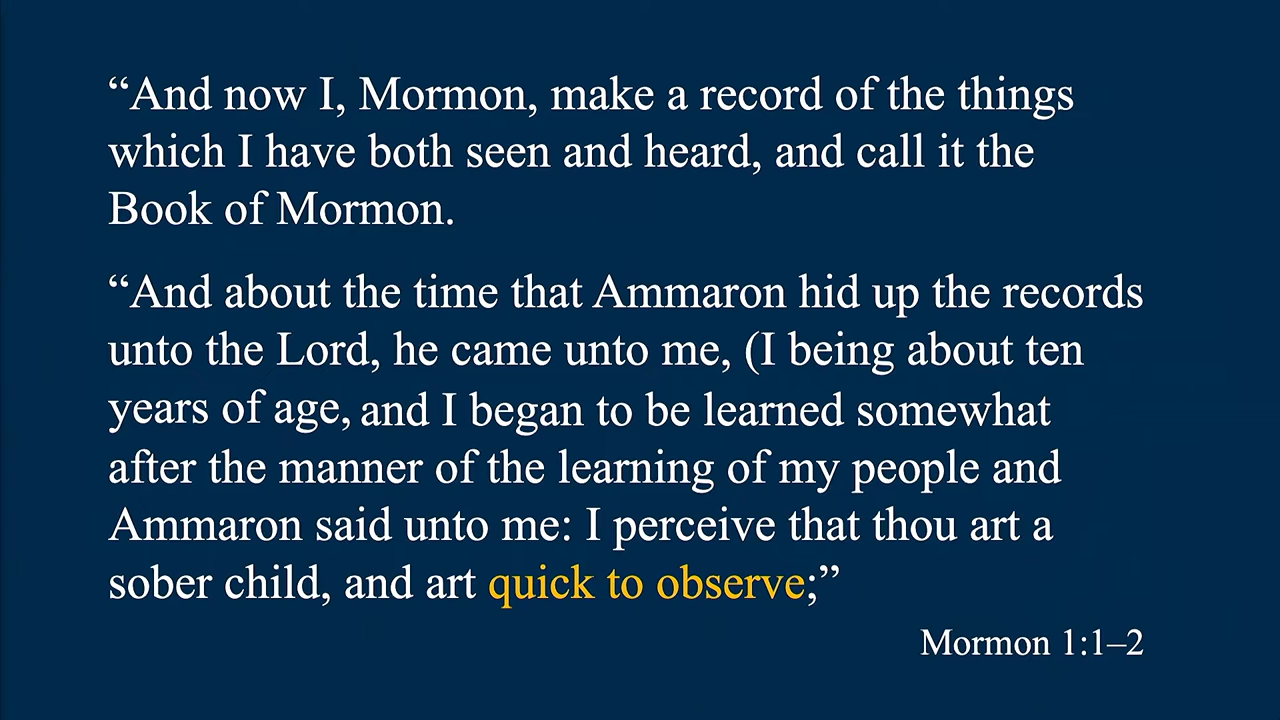 “And now I, Mormon, make a record of the things
which I have both seen and heard, and call it the
Book of Mormon.
“And about the time that Ammaron hid up the records
unto the Lord, he came unto me, (I being about ten
years of age, and I began to be learned somewhat
after the manner of the learning of my people and
Ammaron said unto me: I perceive that thou art a
sober child, and art quick to observe;”
Mormon 1:1–2